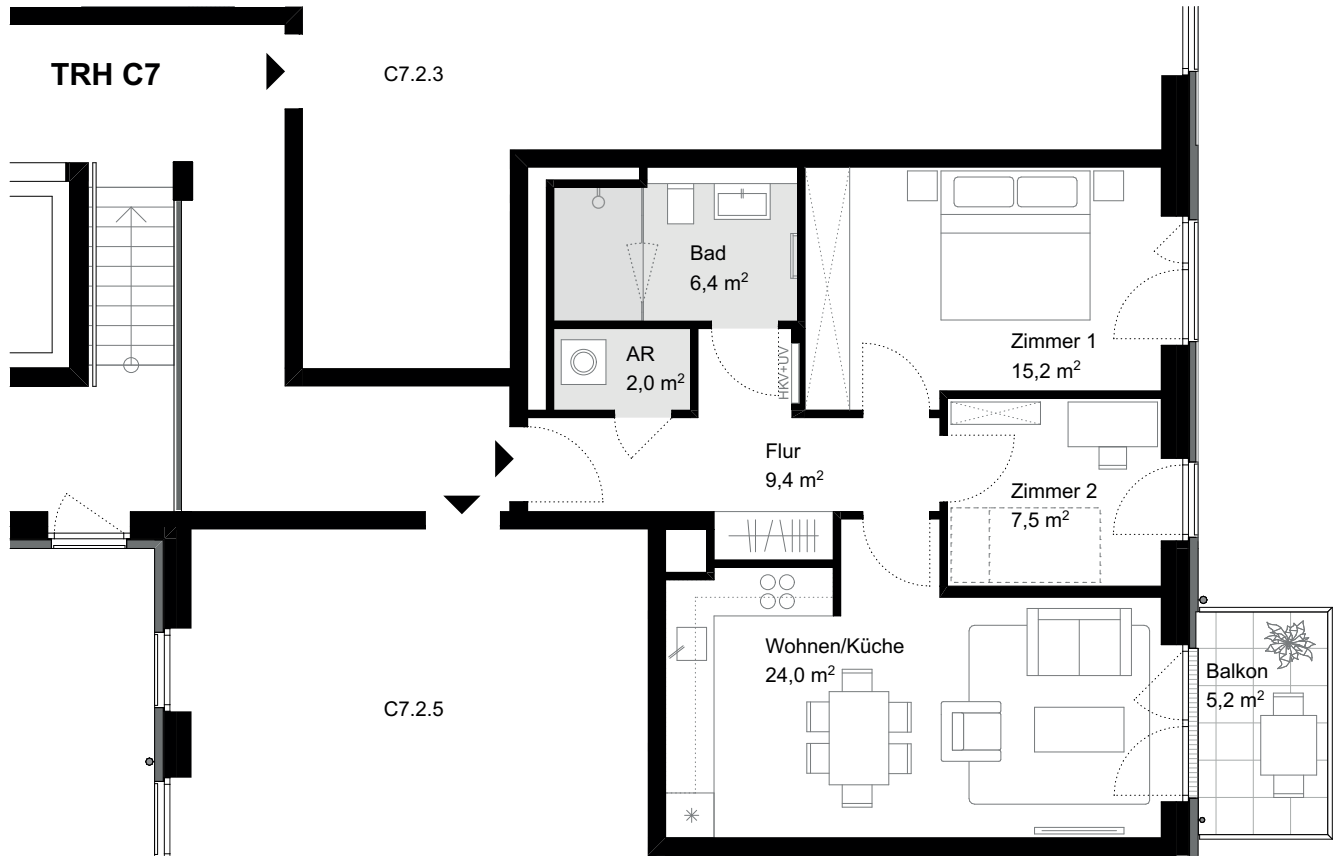 TRH C7
C7.2.3
Bad
6,4 m²
AR
2,0 m²
HKV+UV
Zimmer 1
15,2 m²
Flur
9,4 m²
Zimmer 2
7,5 m²
Wohnen/Küche
24,0 m²
Balkon
5,2 m²
C7.2.5